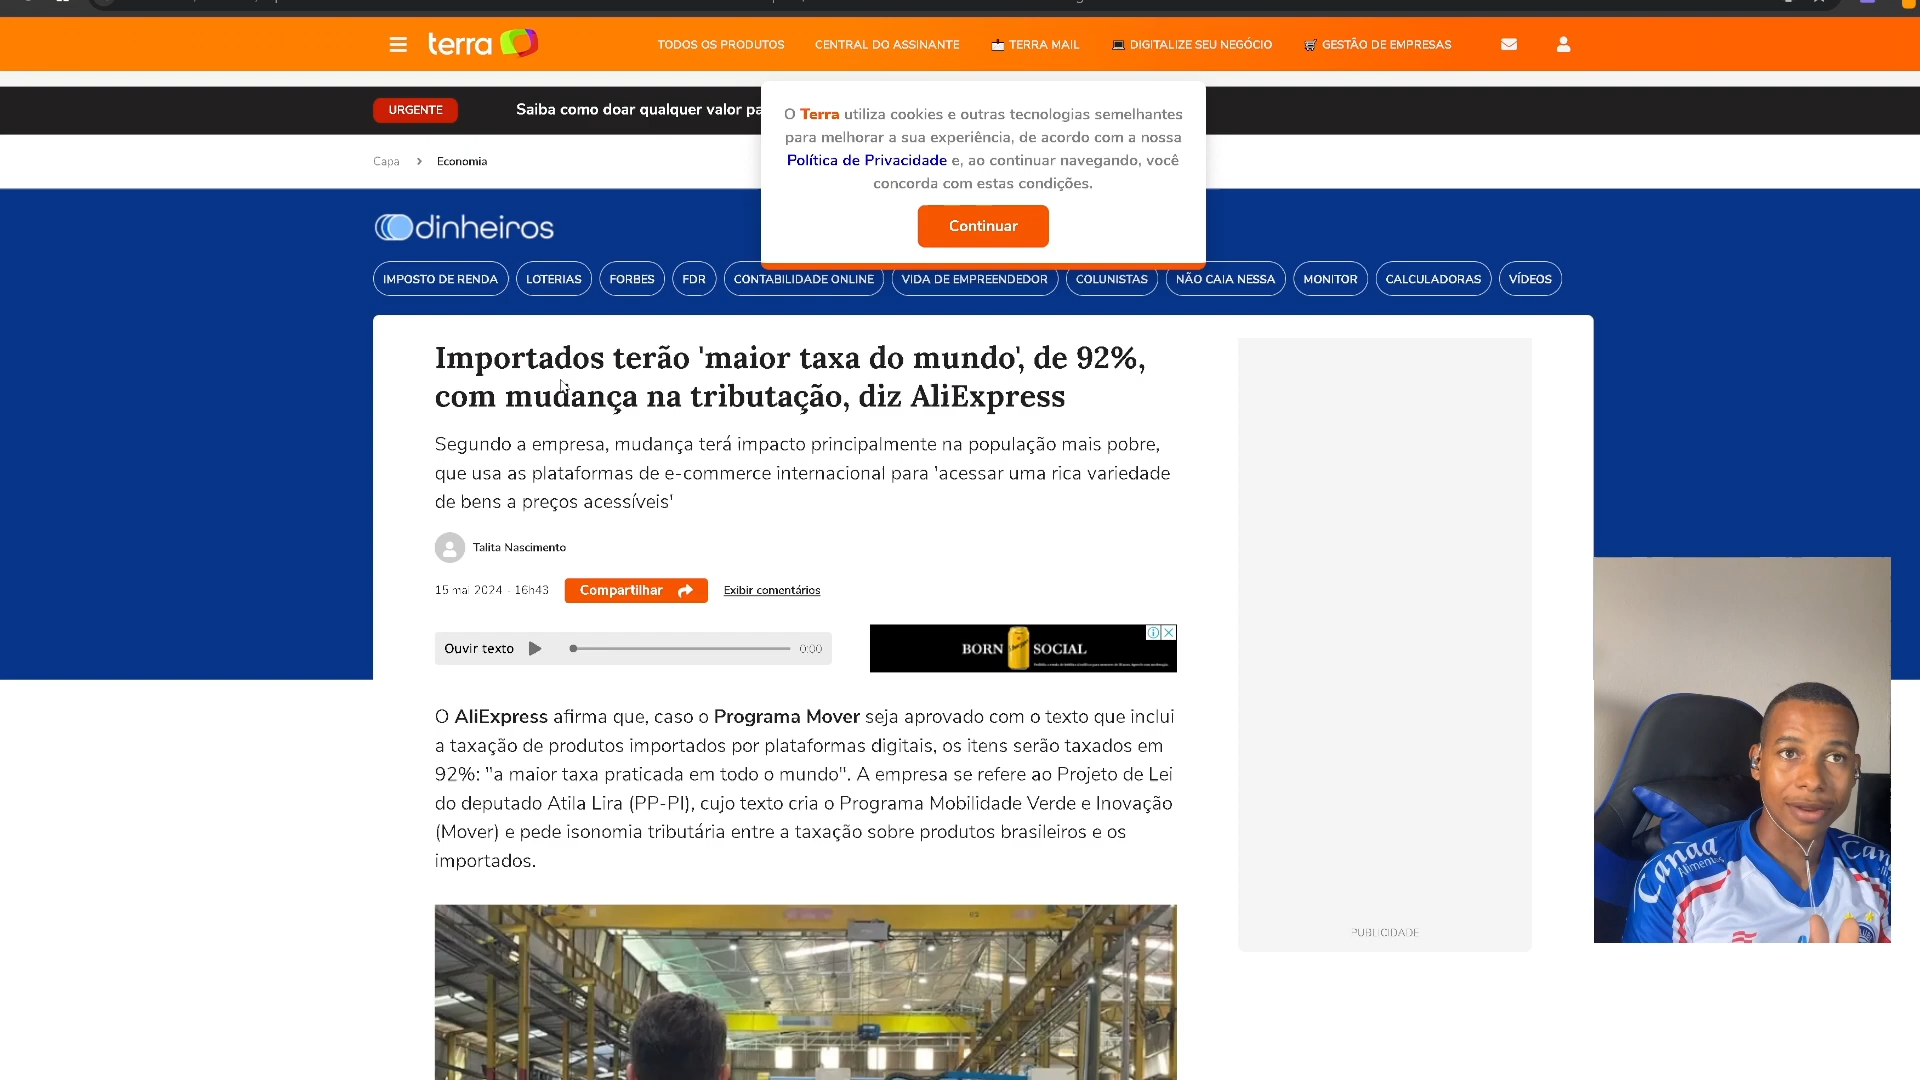 terra
TODOS OS PRODUTOS
CENTRAL DO ASSINANTE
TERRA MAIL
DIGITALIZE SEU NEGÓCIO
GESTÃO DE EMPRESAS
URGENTE
Saiba como doar qualquer valor
O Terra utiliza cookies e outras tecnologias semelhantes
para melhorar a sua experiência, de acordo com a nossa
Política de Privacidade e, ao continuar navegando, você
concorda com estas condições.
Continuar
Capa > Economia
dinheiros
IMPOSTO DE RENDA
LOTERIAS
FORBES
FDR
CONTABILIDADE ONLINE
VIDA DE EMPREENDEDOR
COLUNISTAS
NÃO CAIA NESSA
MONITOR
CALCULADORAS
VÍDEOS
Importados terão 'maior taxa do mundo', de 92%,
com mudança na tributação, diz AliExpress
Segundo a empresa, mudança terá impacto principalmente na população mais pobre,
que usa as plataformas de e-commerce internacional para 'acessar uma rica variedade
de bens a preços acessíveis'
Talita Nascimento
15 mai 2024 - 16h43
Compartilhar
Exibir comentários
Ouvir texto
0:00
BORN SOCIAL
O AliExpress afirma que, caso o Programa Mover seja aprovado com o texto que inclui
a taxação de produtos importados por plataformas digitais, os itens serão taxados em
92%: "a maior taxa praticada em todo o mundo". A empresa se refere ao Projeto de Lei
do deputado Atila Lira (PP-PI), cujo texto cria o Programa Mobilidade Verde e Inovação
(Mover) e pede isonomia tributária entre a taxação sobre produtos brasileiros e os
importados.
PUBLICIDADE
Canaa
Alimentos
Can